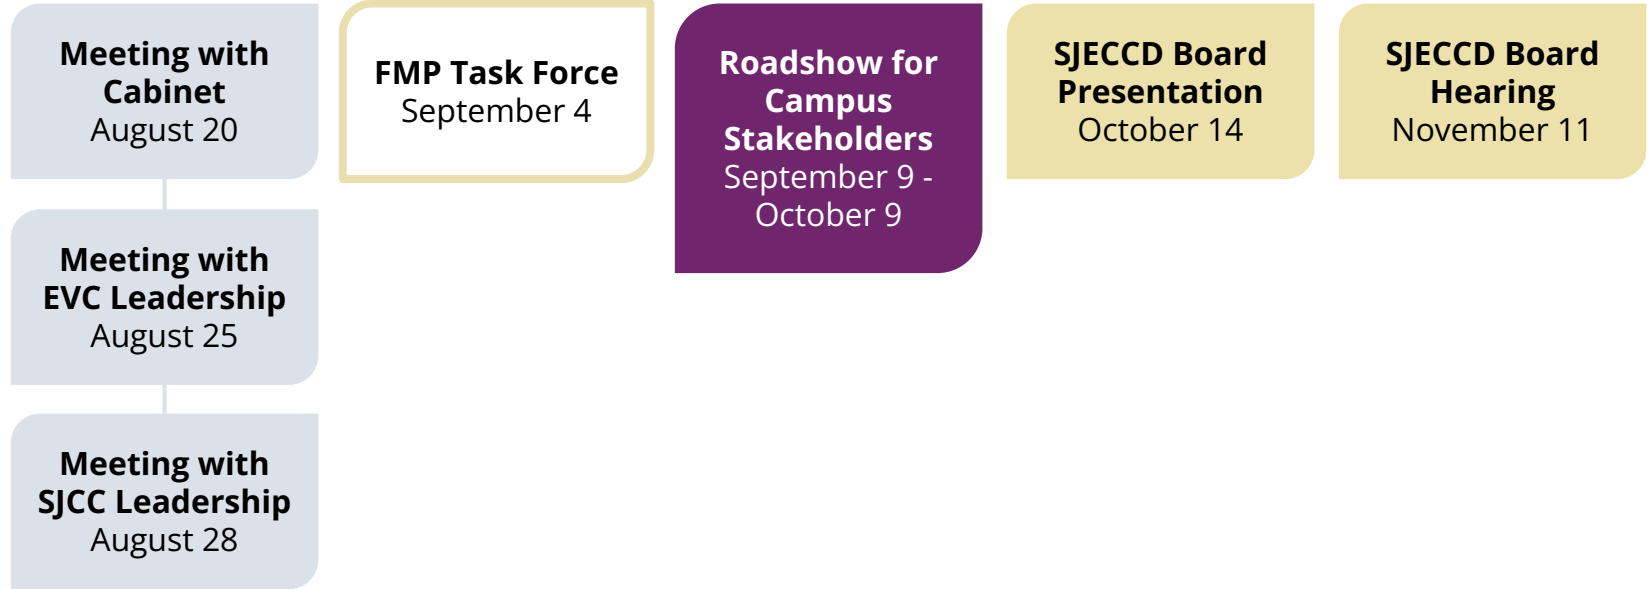 Meeting with
Cabinet
August 20
Meeting with
EVC Leadership
August 25
Meeting with
SJCC Leadership
August 28
FMP Task Force
September 4
Roadshow for
Campus
Stakeholders
September 9 -
October 9
SJECCD Board
Presentation
October 14
SJECCD Board
Hearing
November 11